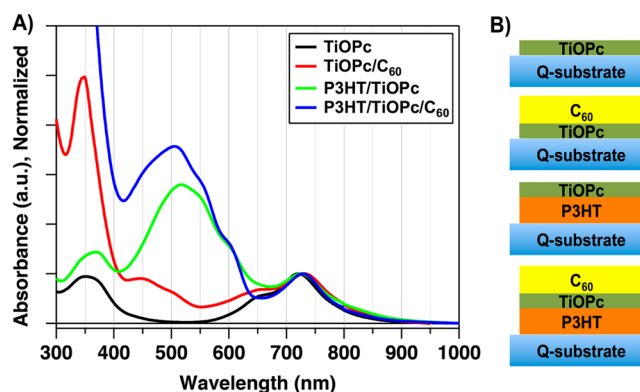 A)
Absorbance (a.u.), Normalized
TiOPc
TiOPc/C60
P3HT/TiOPc
P3HT/TiOPc/C60
300 400 500 600 700 800 900 1000
Wavelength (nm)
B)
TiOPc
Q-substrate
C60
TiOPc
Q-substrate
TiOPc
P3HT
Q-substrate
C60
TiOPc
P3HT
Q-substrate